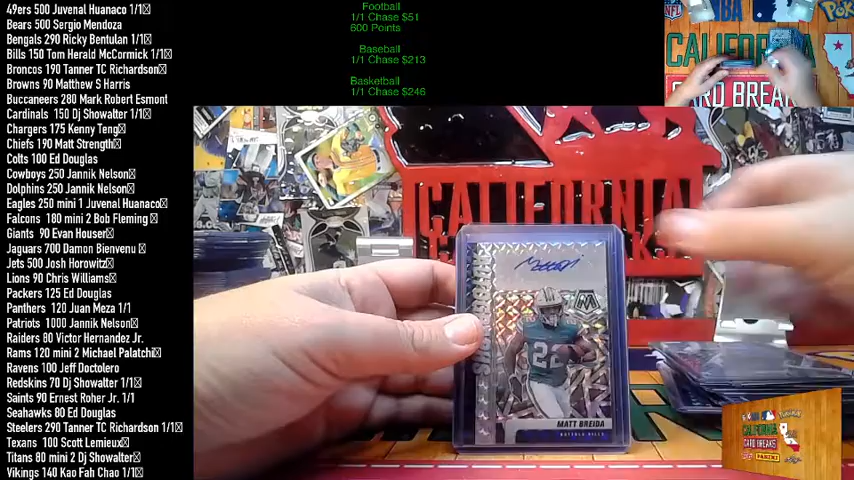 49ers 500 Juvenal Huanaco 1/1
Bears 500 Sergio Mendoza
Bengals 290 Ricky Bentulan 1/1
Bills 150 Tom Herald McCormick 1/1
Broncos 190 Tanner TC Richardson
Browns 90 Matthew S Harris
Buccaneers 280 Mark Robert Esmont
Cardinals 150 Dj Showalter 1/1
Chargers 175 Kenny Teng
Chiefs 190 Matt Strength
Colts 100 Ed Douglas
Cowboys 250 Jannik Nelson
Dolphins 250 Jannik Nelson
Eagles 250 mini 1 Juvenal Huanaco
Falcons 180 mini 2 Bob Fleming
Giants 90 Evan Houser
Jaguars 700 Damon Bienvenu
Jets 500 Josh Horowitz
Lions 90 Chris Williams
Packers 125 Ed Douglas
Panthers 120 Juan Meza 1/1
Patriots 1000 Jannik Nelson
Raiders 80 Victor Hernandez Jr.
Rams 120 mini 2 Michael Palatchi
Ravens 100 Jeff Doctolero
Redskins 70 Dj Showalter 1/1
Saints 90 Ernest Roher Jr. 1/1
Seahawks 80 Ed Douglas
Steelers 290 Tanner TC Richardson 1/1
Texans 100 Scott Lemieux
Titans 80 mini 2 Dj Showalter
Vikings 140 Kao Fah Chao 1/1
Football
1/1 Chase $51
600 Points
Baseball
1/1 Chase $213
Basketball
1/1 Chase $246
CARD BREAKS
CALIFORNIA
MATT BREIDA
BUFFALO BILLS
28
CALIFORNIA
CARD BREAKS
PANINI